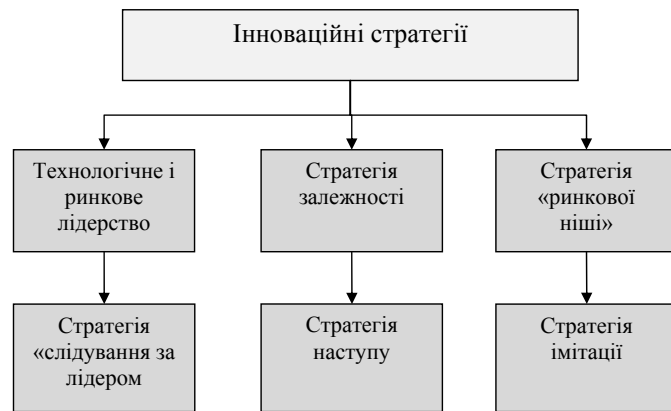 Інноваційні стратегії
Технологічне і
ринкове
лідерство
Стратегія
залежності
Стратегія
«ринкової
ніші»
Стратегія
«слідування за
лідером
Стратегія
наступу
Стратегія
імітації